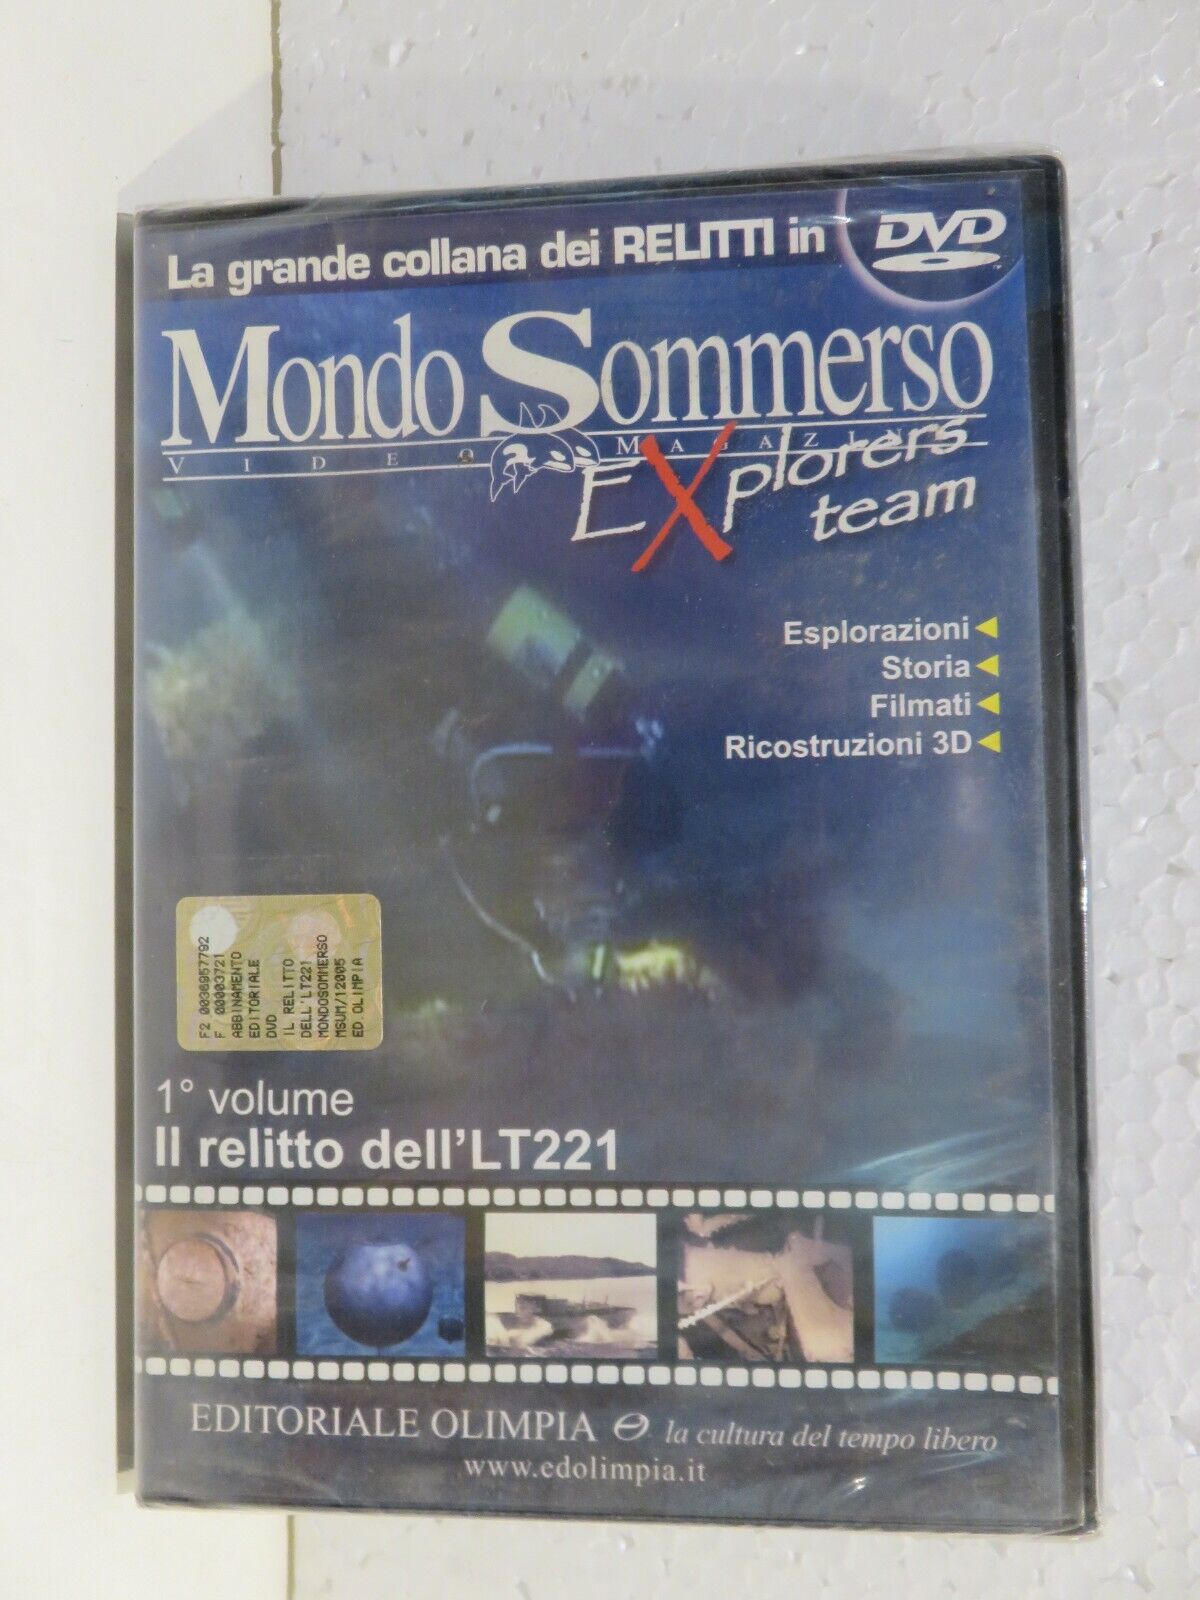 La grande collana dei RELITTI in DVD
Mondo Sommerso
VIDEO MAGAZINE
EXplorers
team
Esplorazioni
Storia
Filmati
Ricostruzioni 3D
F2 0036957792
F 00003721
ABBINAMENTO
EDITORIALE
DVD
IL RELITTO
DELL'LT221
MONDOSOMMERSO
MSUM/12005
ED.OLIMPIA
1° volume
Il relitto dell'LT221
EDITORIALE OLIMPIA la cultura del tempo libero
www.edolimpia.it